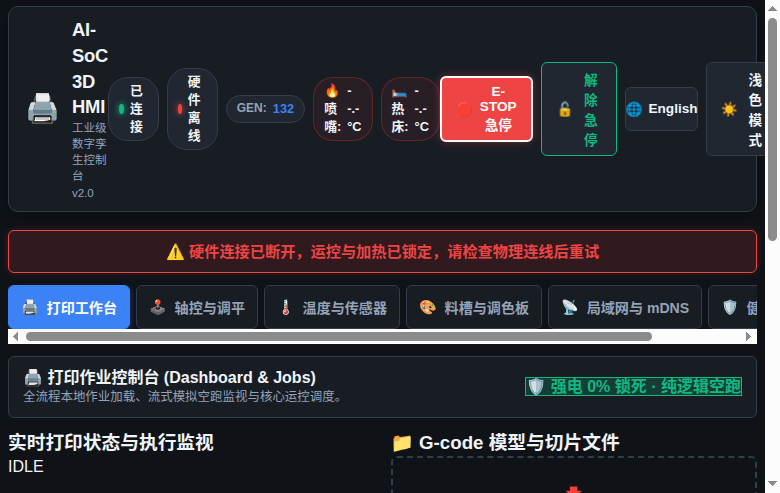 AI-
SoC
3D
HMI
工业级
数字孪
生控制
台
v2.0
已
连
接
硬
件
离
线
GEN: 132
喷
嘴:
- -.- °C
热
床:
- -.- °C
E-
STOP
急停
解
除
急
停
English
浅
色
模
式
硬件连接已断开，运控与加热已锁定，请检查物理连线后重试
打印工作台
轴控与调平
温度与传感器
料槽与调色板
局域网与 mDNS
打印作业控制台 (Dashboard & Jobs)
全流程本地作业加载、流式模拟空跑监视与核心运控调度。
强电 0% 锁死 · 纯逻辑空跑
实时打印状态与执行监视
IDLE
G-code 模型与切片文件